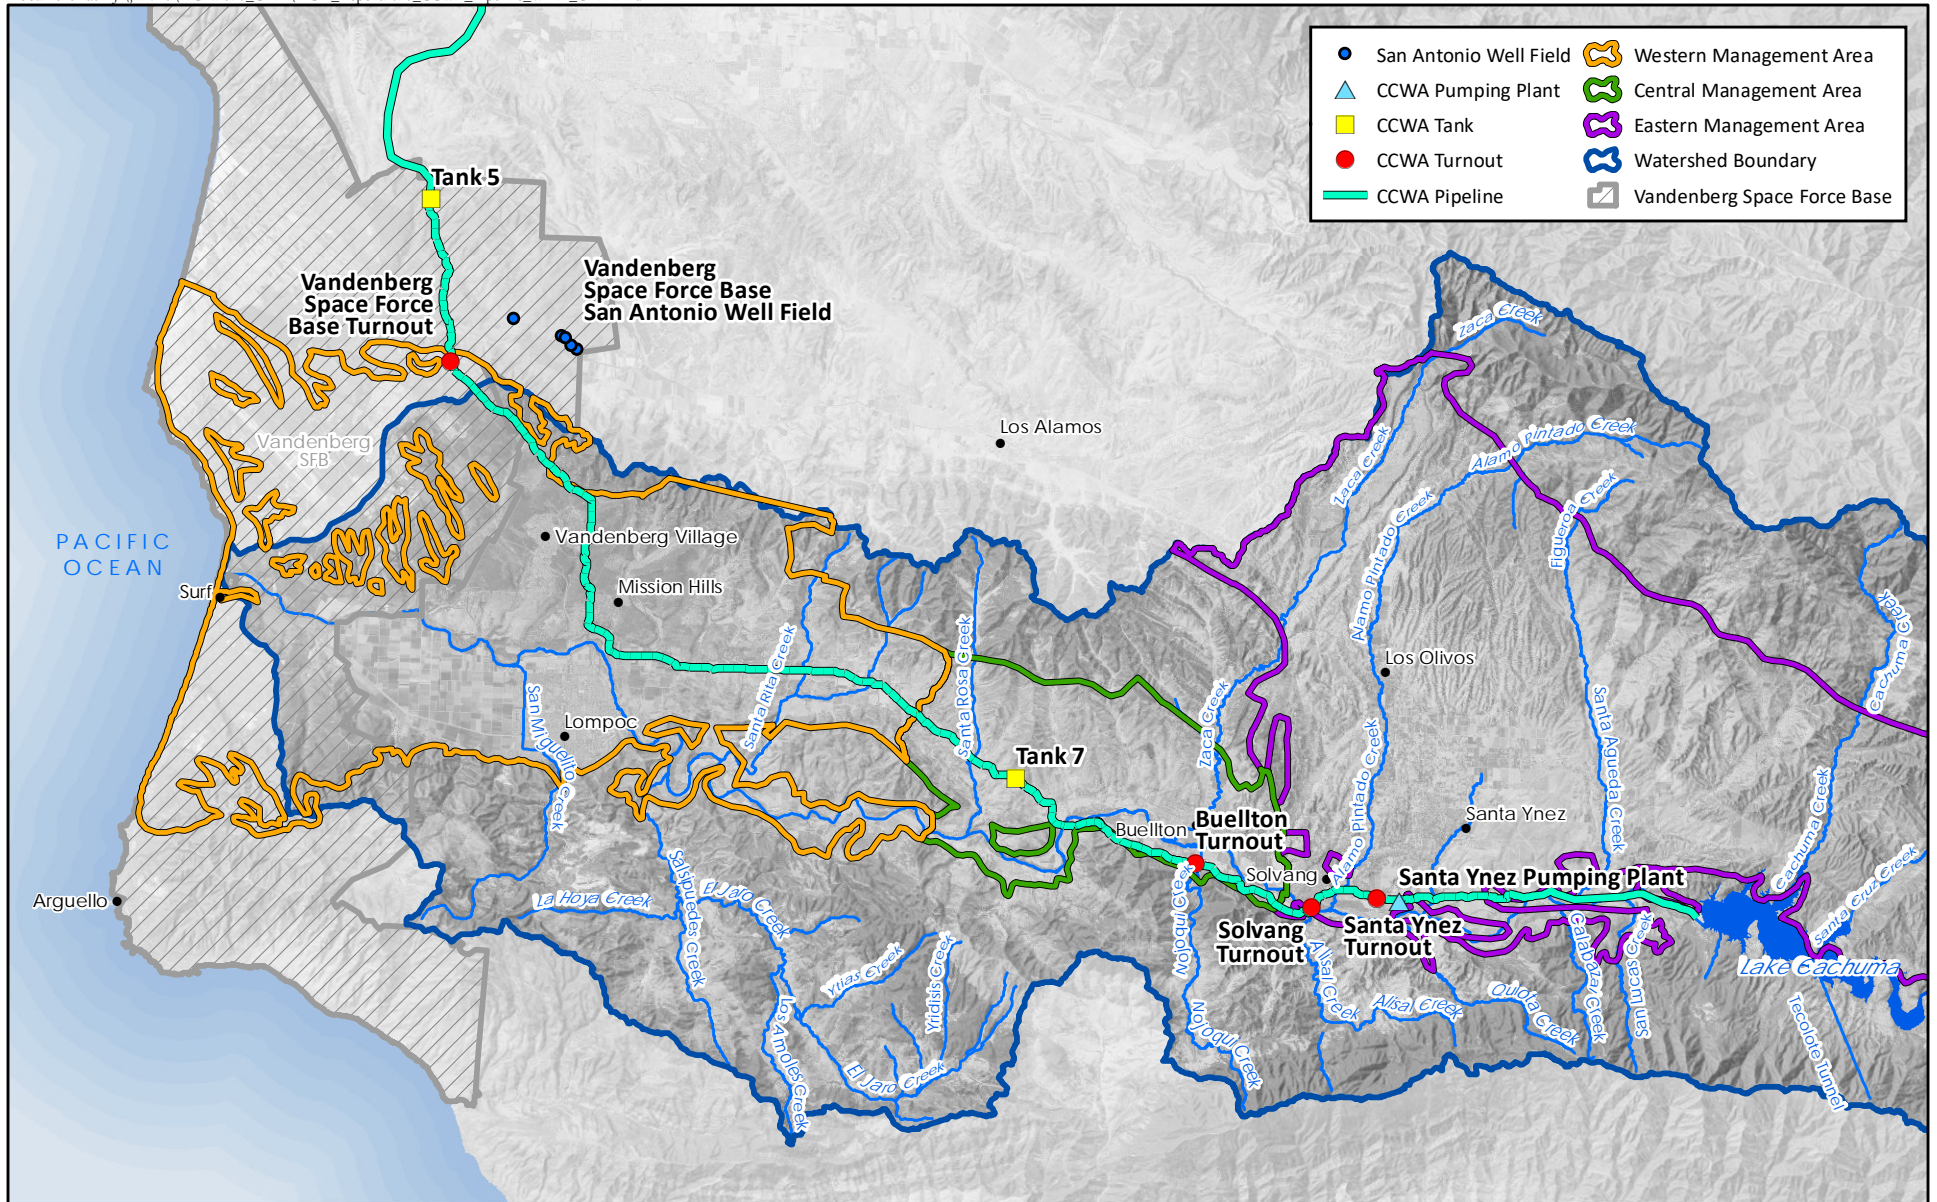 San Antonio Well Field
CCWA Pumping Plant
CCWA Tank
CCWA Turnout
CCWA Pipeline
Western Management Area
Central Management Area
Eastern Management Area
Watershed Boundary
Vandenberg Space Force Base
Tank 5
Vandenberg
Space Force
Base Turnout
Vandenberg
Space Force Base
San Antonio Well Field
Zaca Creek
Los Alamos
Vandenberg
SFB
Alamo Pintado Creek
Zaca Creek
Figueroa Creek
Alamo Pintado Creek
PACIFIC
OCEAN
Vandenberg Village
Surf
Mission Hills
Santa Rita Creek
Santa Rosa Creek
Los Olivos
Cachuma Creek
San Miguelito Creek
Lompoc
Zaca Creek
Santa Agueda Creek
Tank 7
Alamo Pintado Creek
Buellton
Buellton
Turnout
Santa Ynez
Cachuma Creek
Salsipuedes Creek
El Jaro Creek
La Hoya Creek
Arguello
Nojoqui Creek
Solvang
Santa Ynez Pumping Plant
Solvang
Turnout
Santa Ynez
Turnout
Santa Cruz Creek
Lake Cachuma
Ytias Creek
Yridisis Creek
Alisal Creek
Alisa Creek
Quiota Creek
Calabazal Creek
San Lucas Creek
Tecolote Tunnel
Los Amoles Creek
El Jaro Creek
Nojoqui Creek